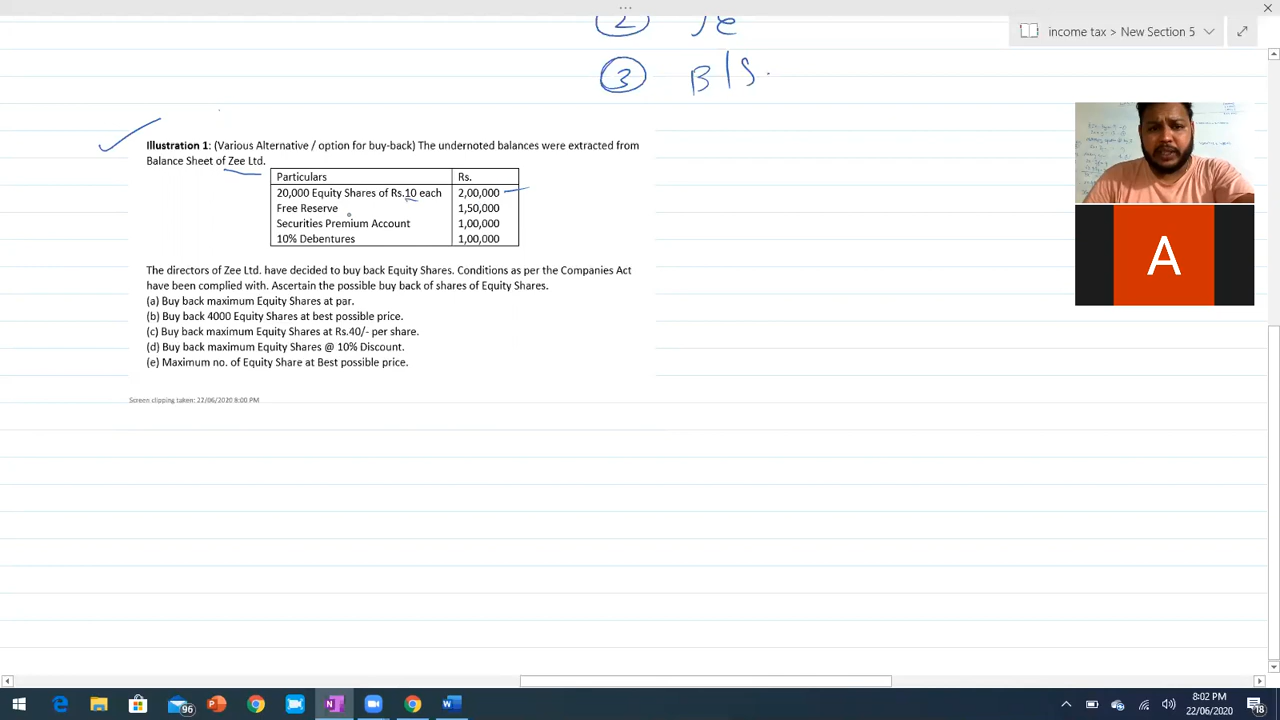 income tax > New Section 5
2 JE
3 B/S.
Illustration 1: (Various Alternative / option for buy-back) The undernoted balances were extracted from
Balance Sheet of Zee Ltd.
Particulars Rs.
20,000 Equity Shares of Rs.10 each 2,00,000
Free Reserve 1,50,000
Securities Premium Account 1,00,000
10% Debentures 1,00,000
The directors of Zee Ltd. have decided to buy back Equity Shares. Conditions as per the Companies Act
have been complied with. Ascertain the possible buy back of shares of Equity Shares.
(a) Buy back maximum Equity Shares at par.
(b) Buy back 4000 Equity Shares at best possible price.
(c) Buy back maximum Equity Shares at Rs.40/- per share.
(d) Buy back maximum Equity Shares @ 10% Discount.
(e) Maximum no. of Equity Share at Best possible price.
Screen clipping taken: 22/06/2020 8:00 PM
A
96
8:02 PM
22/06/2020
18